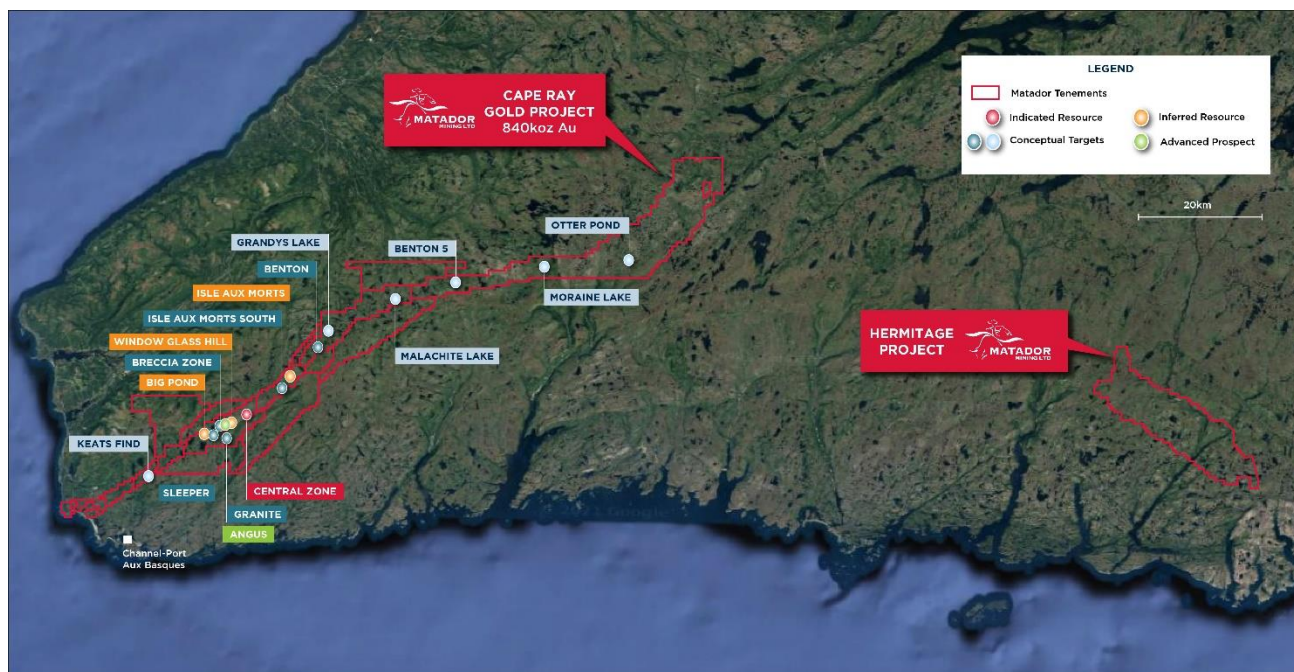 LEGEND
Matador Tenements
Indicated Resource
Inferred Resource
Conceptual Targets
Advanced Prospect
20km
MATADOR
MINING LTD
CAPE RAY
GOLD PROJECT
840koz Au
OTTER POND
GRANDYS LAKE
BENTON 5
BENTON
MORAINE LAKE
ISLE AUX MORTS
ISLE AUX MORTS SOUTH
WINDOW GLASS HILL
MALACHITE LAKE
BRECCIA ZONE
BIG POND
HERMITAGE
PROJECT
MATADOR
MINING LTD
KEATS FIND
SLEEPER
CENTRAL ZONE
GRANITE
ANGUS
Channel-Port
Aux Basques